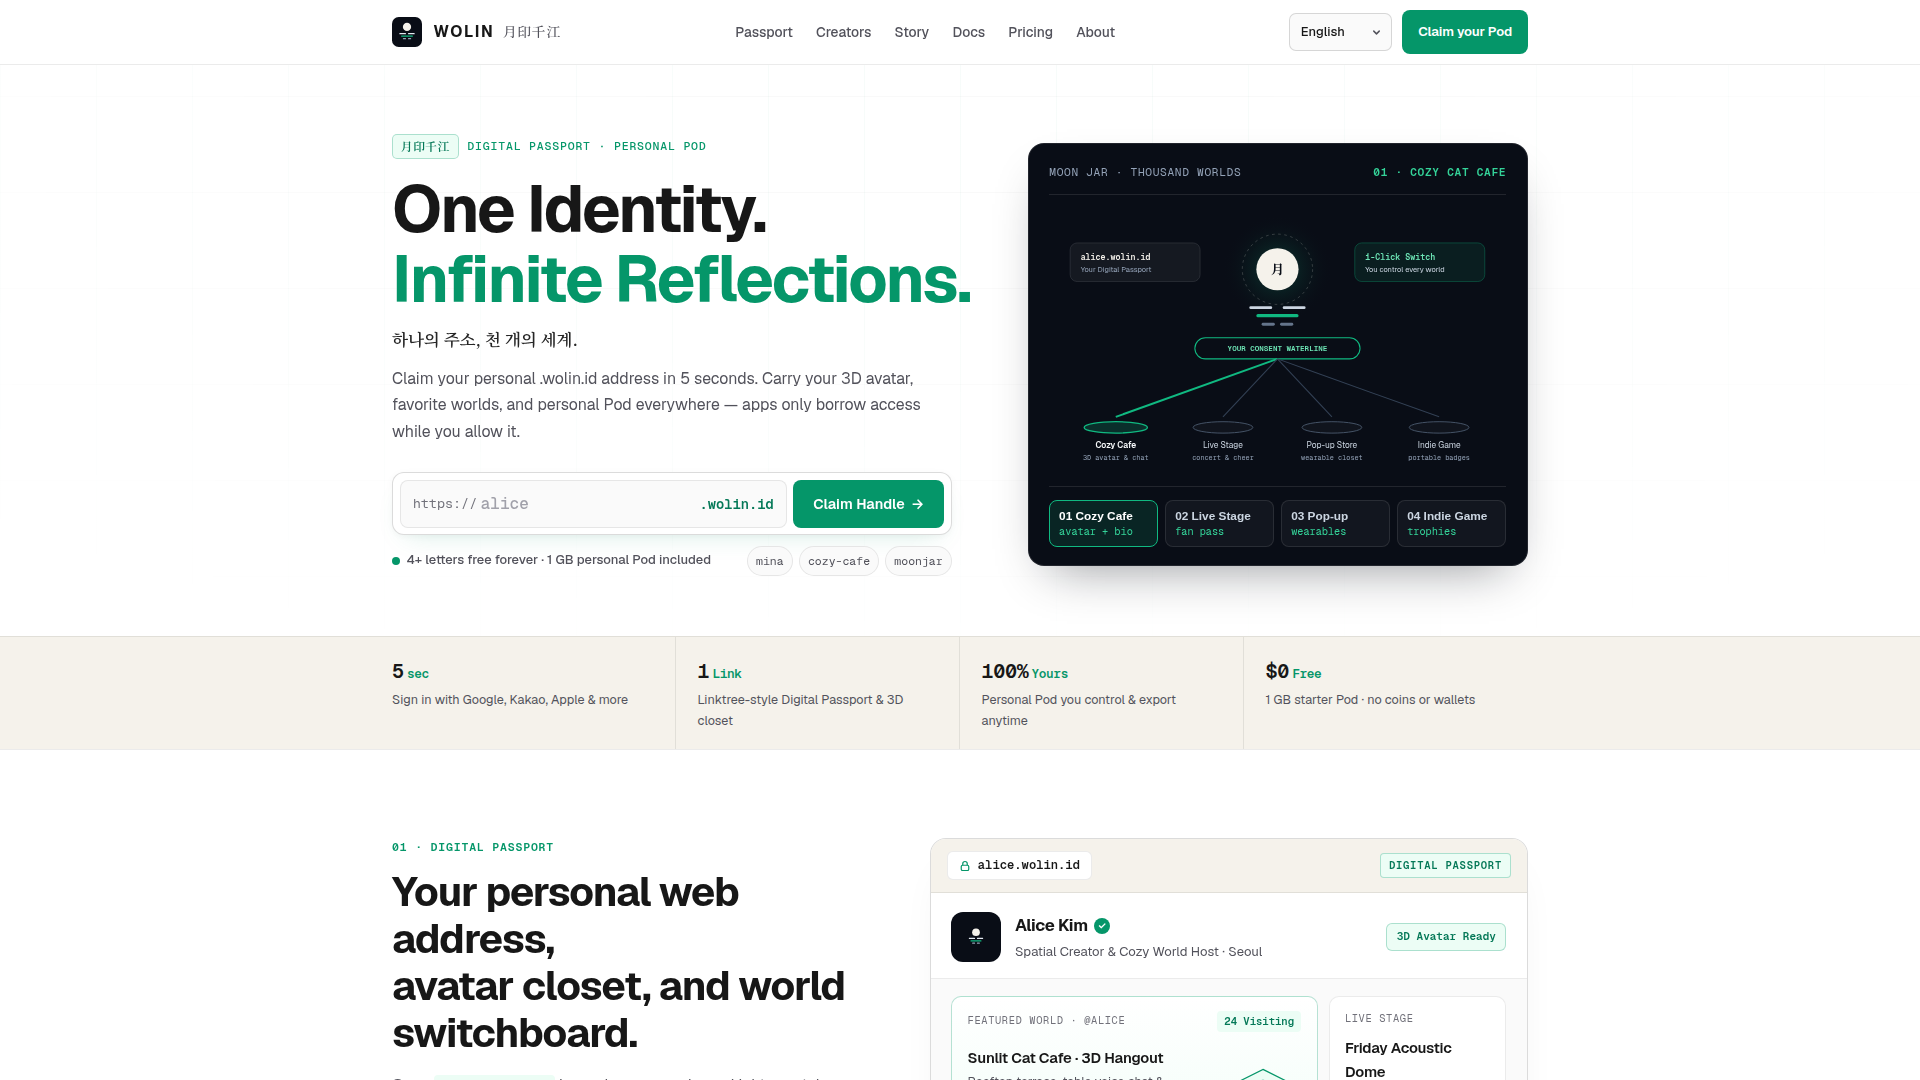 WOLIN 月印千江
Passport Creators Story Docs Pricing About
English
Claim your Pod
月印千江 DIGITAL PASSPORT · PERSONAL POD
One Identity.
Infinite Reflections.
하나의 주소, 천 개의 세계.
Claim your personal .wolin.id address in 5 seconds. Carry your 3D avatar,
favorite worlds, and personal Pod everywhere — apps only borrow access
while you allow it.
https:// alice .wolin.id
Claim Handle →
4+ letters free forever · 1 GB personal Pod included
mina cozy-cafe moonjar
MOON JAR · THOUSAND WORLDS
01 · COZY CAT CAFE
alice.wolin.id
Your Digital Passport
月
i-Click Switch
You control every world
YOUR CONSENT WATERLINE
Cozy Cafe
3D avatar & chat
Live Stage
concert & cheer
Pop-up Store
wearable closet
Indie Game
portable badges
01 Cozy Cafe
avatar + bio
02 Live Stage
fan pass
03 Pop-up
wearables
04 Indie Game
trophies
5 sec
Sign in with Google, Kakao, Apple & more
1 Link
Linktree-style Digital Passport & 3D
closet
100% Yours
Personal Pod you control & export
anytime
$0 Free
1 GB starter Pod · no coins or wallets
01 · DIGITAL PASSPORT
Your personal web
address,
avatar closet, and world
switchboard.
alice.wolin.id
DIGITAL PASSPORT
Alice Kim
Spatial Creator & Cozy World Host · Seoul
3D Avatar Ready
FEATURED WORLD · @ALICE
24 Visiting
Sunlit Cat Cafe · 3D Hangout
LIVE STAGE
Friday Acoustic
Dome